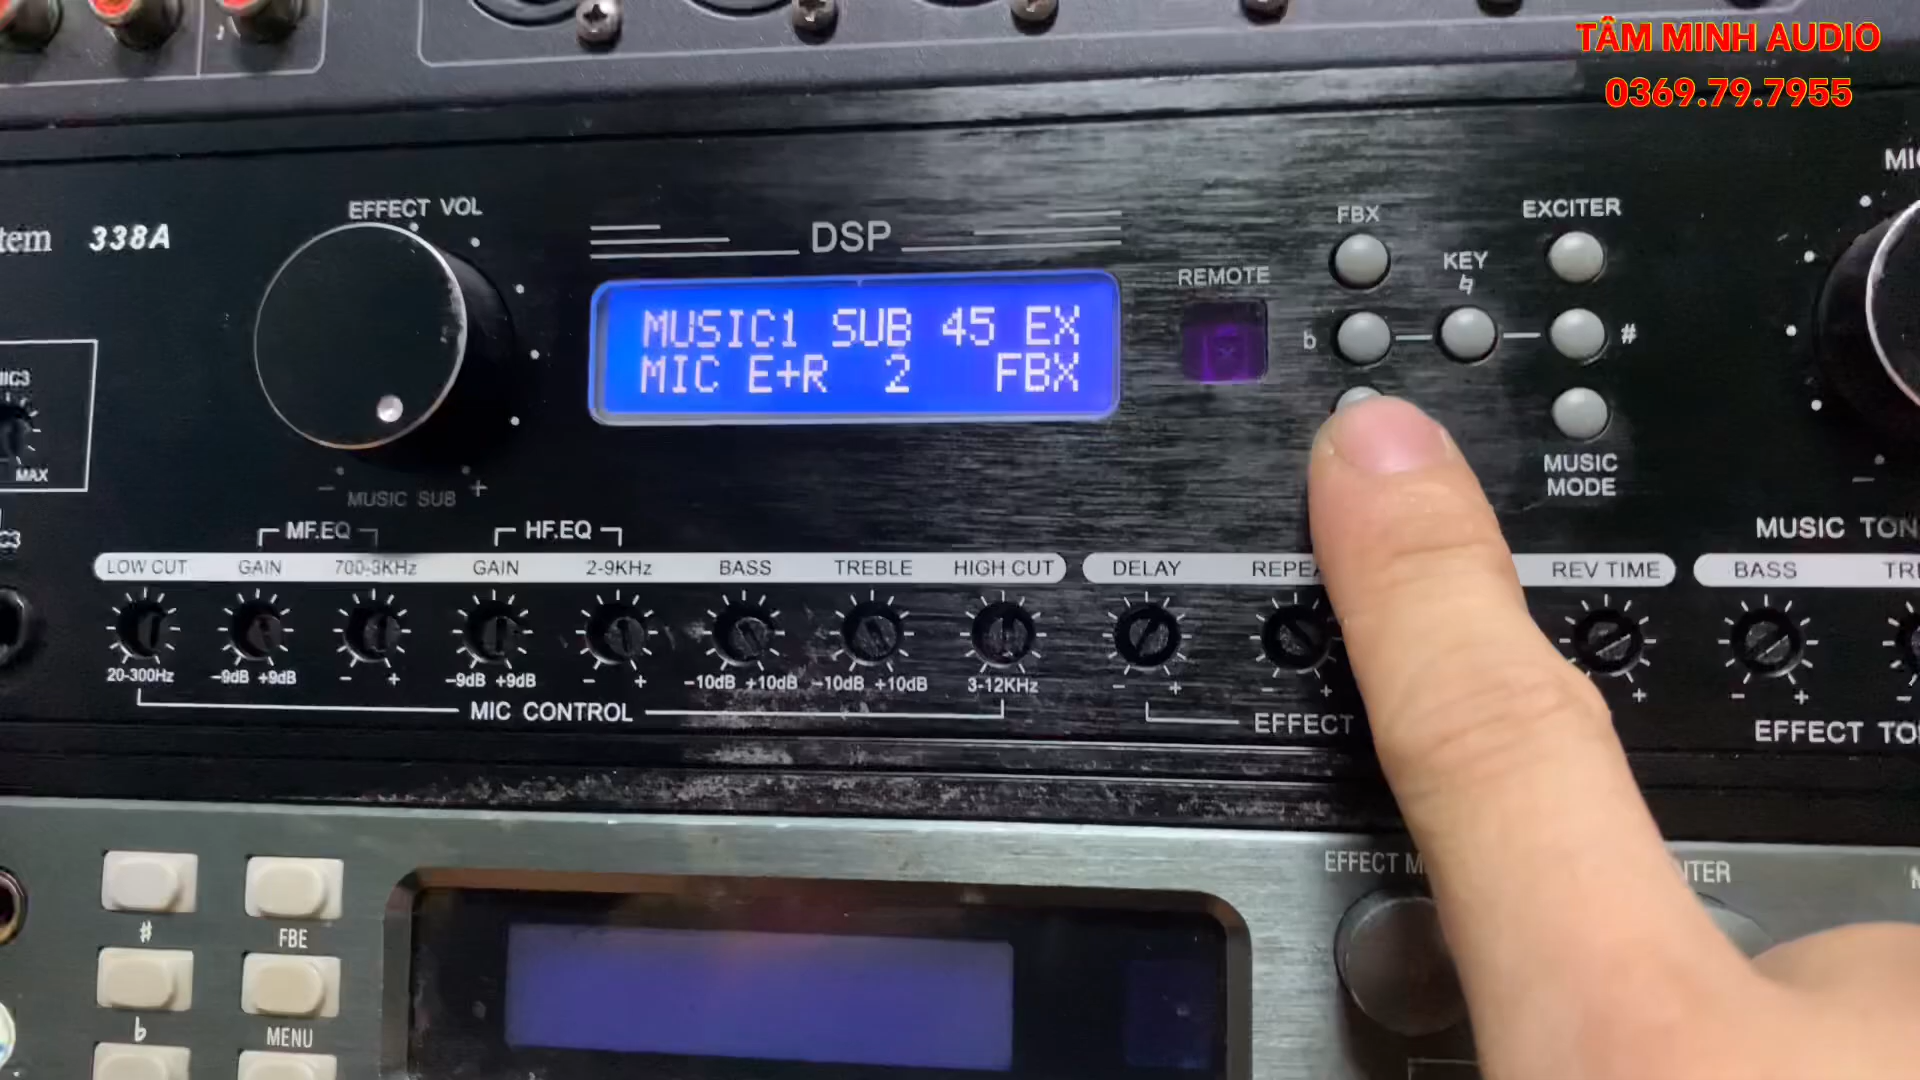 TÂM MINH AUDIO
0369.79.7955
338A
EFFECT VOL
DSP
REMOTE
FBX
EXCITER
KEY
b
#
MUSIC1 SUB 45 EX
MIC E+R 2 FBX
MAX
- MUSIC SUB +
MUSIC
MODE
MF.EQ
HF.EQ
LOW CUT GAIN 700-3KHz GAIN 2-9KHz BASS TREBLE HIGH CUT DELAY REV TIME BASS
20-300Hz -9dB +9dB - + -9dB +9dB - + -10dB +10dB -10dB +10dB 3-12KHz - + - + + - +
MIC CONTROL
EFFECT
MUSIC
EFFECT
EFFECT
#
FBE
b
MENU